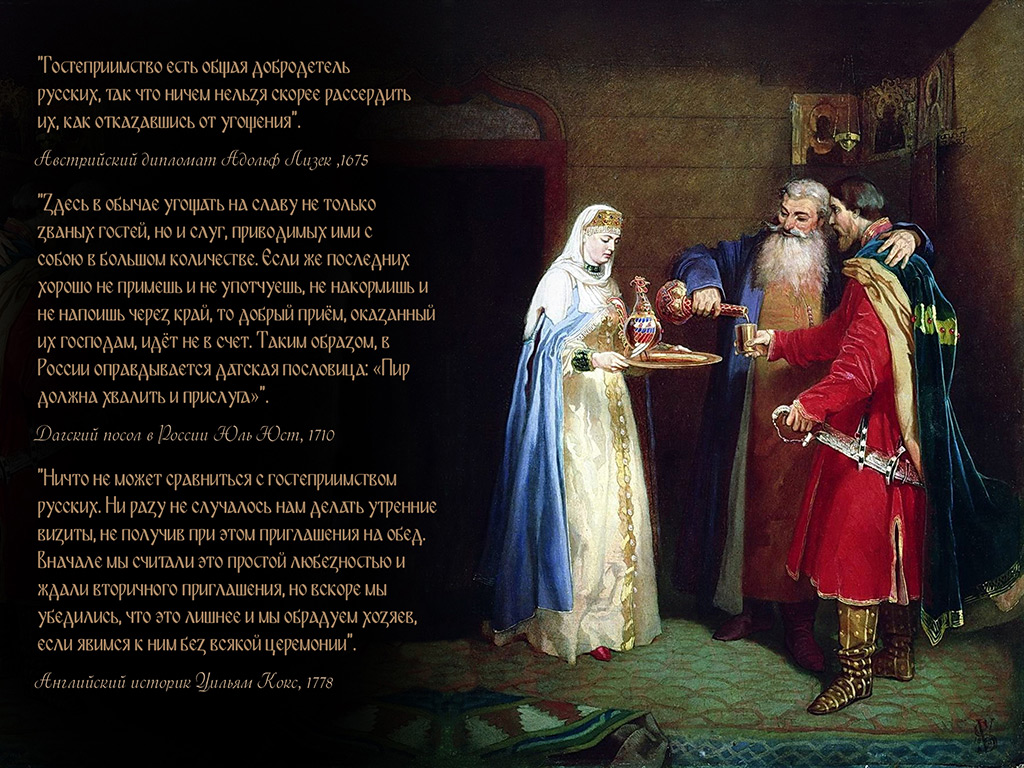 "Гостеприимство есть общая добродетель
русских, так что ничем нельзя скорее рассердить
их, как отказавшись от угощения".
Австрийский дипломат Адольф Лизек ,1675
"Здесь в обычае угощать на славу не только
званых гостей, но и слуг, приводимых ими с
собою в большом количестве. Если же последних
хорошо не примешь и не употчуешь, не накормишь и
не напоишь через край, то добрый приём, оказанный
их господам, идёт не в счет. Таким образом, в
России оправдывается датская пословица: «Пир
должна хвалить и прислуга»".
Датский посол в России Юль Юст, 1710
"Ничто не может сравниться с гостеприимством
русских. Ни разу не случалось нам делать утренние
визиты, не получив при этом приглашения на обед.
Вначале мы считали это простой любезностью и
ждали вторичного приглашения, но вскоре мы
убедились, что это лишнее и мы обрадуем хозяев,
если явимся к ним без всякой церемонии".
Английский историк Уильям Кокс, 1778